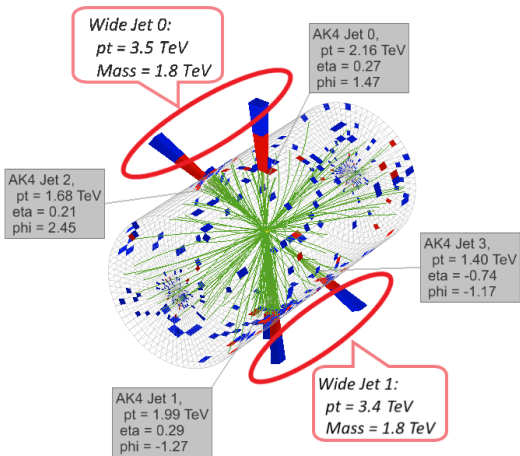 Wide Jet 0:
pt = 3.5 TeV
Mass = 1.8 TeV
AK4 Jet 0,
pt = 2.16 TeV
eta = 0.27
phi = 1.47
AK4 Jet 2,
pt = 1.68 TeV
eta = 0.21
phi = 2.45
AK4 Jet 3,
pt = 1.40 TeV
eta = -0.74
phi = -1.17
AK4 Jet 1,
pt = 1.99 TeV
eta = 0.29
phi = -1.27
Wide Jet 1:
pt = 3.4 TeV
Mass = 1.8 TeV